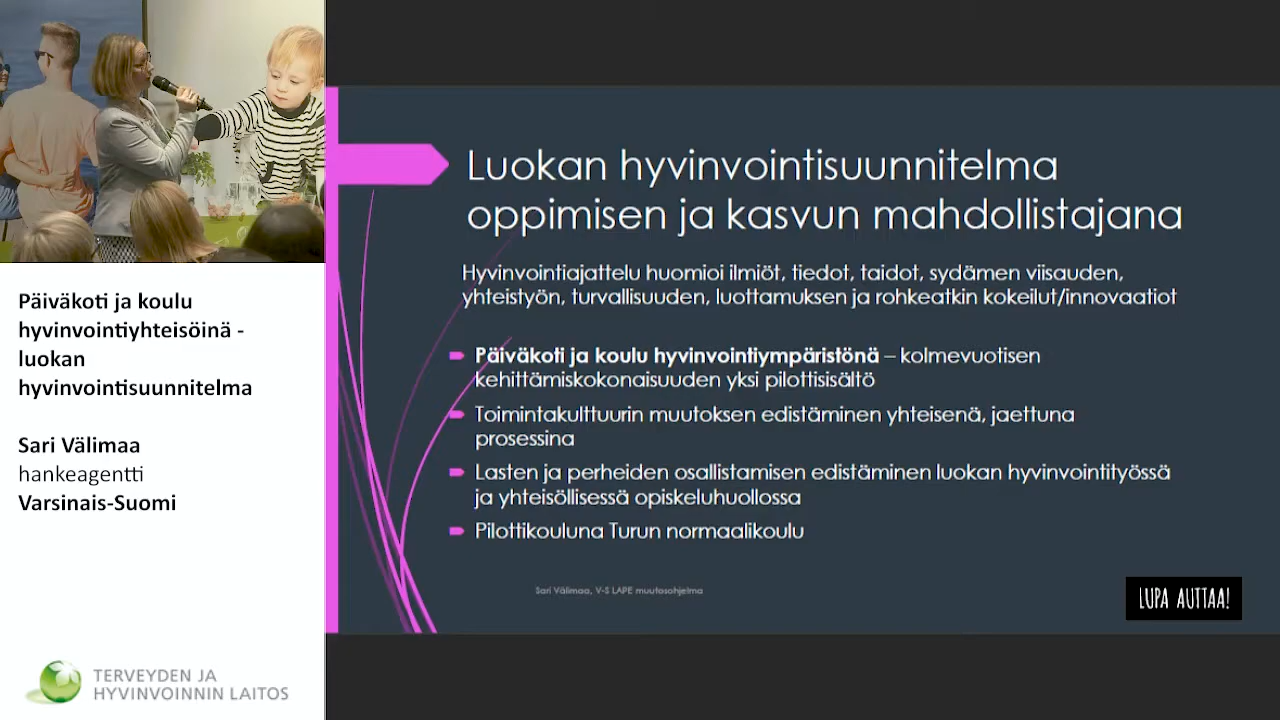 Päiväkoti ja koulu
hyvinvointiyhteisöinä -
luokan
hyvinvointisuunnitelma
Sari Välimaa
hankeagentti
Varsinais-Suomi
TERVEYDEN JA
HYVINVOINNIN LAITOS
Luokan hyvinvointisuunnitelma
oppimisen ja kasvun mahdollistajana
Hyvinvointiajattelu huomioi ilmiöt, tiedot, taidot, sydämen viisauden,
yhteistyön, turvallisuuden, luottamuksen ja rohkeatkin kokeilut/innovaatiot
Päiväkoti ja koulu hyvinvointiympäristönä – kolmevuotisen
kehittämiskokonaisuuden yksi pilottisisältö
Toimintakulttuurin muutoksen edistäminen yhteisenä, jaettuna
prosessina
Lasten ja perheiden osallistamisen edistäminen luokan hyvinvointityössä
ja yhteisöllisessä opiskeluhuollossa
Pilottikouluna Turun normaalikoulu
Sari Välimaa, V-S LAPE muutosohjelma
LUPA AUTTAA!